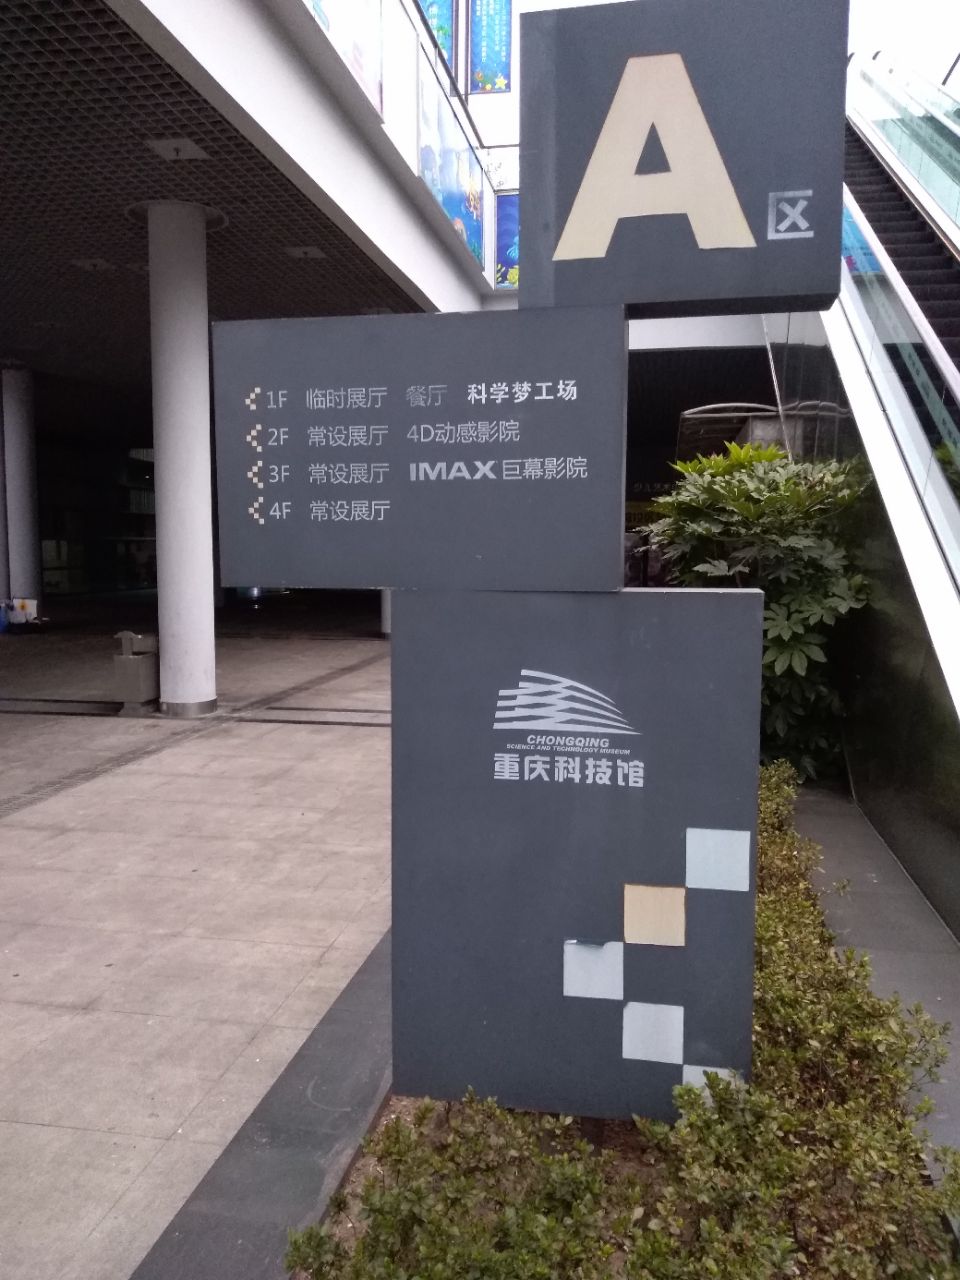 A区
1F 临时展厅 餐厅 科学梦工场
2F 常设展厅 4D动感影院
3F 常设展厅 IMAX巨幕影院
4F 常设展厅
CHONGQING
SCIENCE AND TECHNOLOGY MUSEUM
重庆科技馆